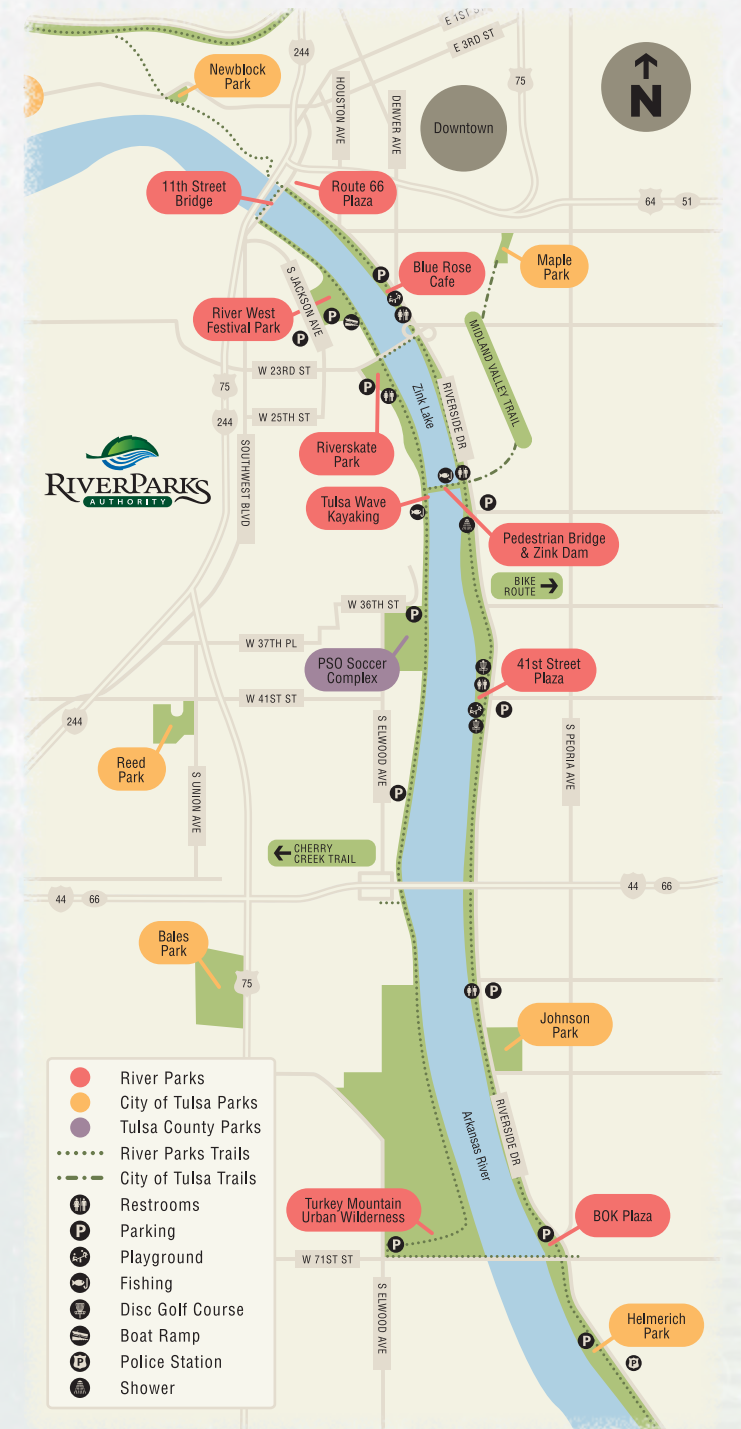 E 1ST S
E 3RD ST
244
Newblock
Park
HOUSTON AVE
DENVER AVE
75
N
Downtown
11th Street
Bridge
Route 66
Plaza
64
51
S JACKSON AVE
Blue Rose
Cafe
Maple
Park
River West
Festival Park
P
P
P
MIDLAND VALLEY TRAIL
W 23RD ST
75
Zink Lake
RIVERSIDE DR
P
W 25TH ST
244
SOUTHWEST BLVD
Riverskate
Park
RIVERPARKS
AUTHORITY
Tulsa Wave
Kayaking
P
Pedestrian Bridge
& Zink Dam
BIKE
ROUTE
W 36TH ST
P
W 37TH PL
PSO Soccer
Complex
41st Street
Plaza
W 41ST ST
P
244
S ELWOOD AVE
S PEORIA AVE
Reed
Park
S UNION AVE
P
CHERRY
CREEK TRAIL
44
66
44
66
Bales
Park
75
P
Johnson
Park
River Parks
City of Tulsa Parks
Tulsa County Parks
River Parks Trails
City of Tulsa Trails
Restrooms
P
Parking
Playground
Fishing
Disc Golf Course
Boat Ramp
P
Police Station
Shower
Arkansas River
RIVERSIDE DR
Turkey Mountain
Urban Wilderness
BOK Plaza
P
P
W 71ST ST
S ELWOOD AVE
Helmerich
Park
P
P